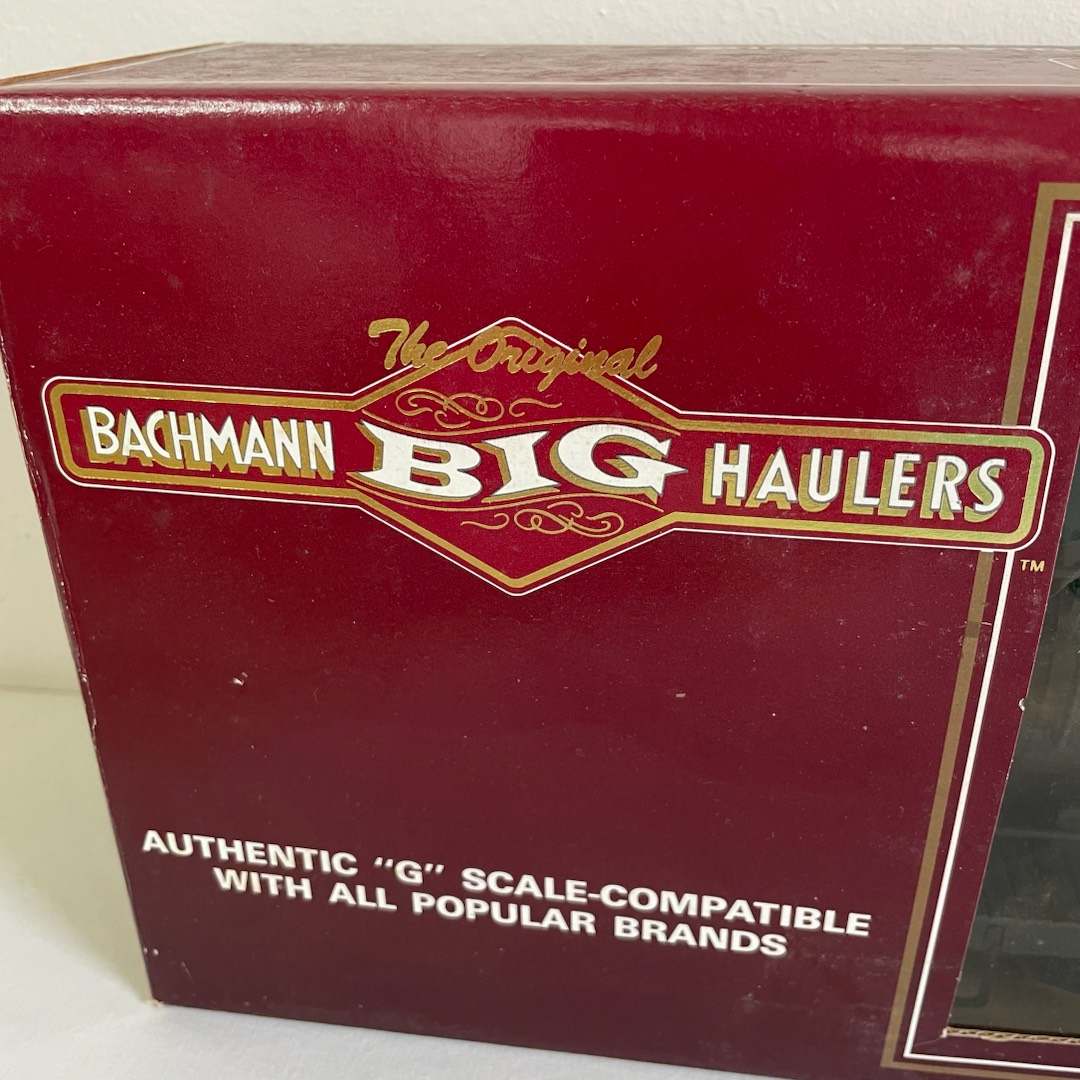 The Original
BACHMANN BIG HAULERS
TM
AUTHENTIC "G" SCALE-COMPATIBLE
WITH ALL POPULAR BRANDS